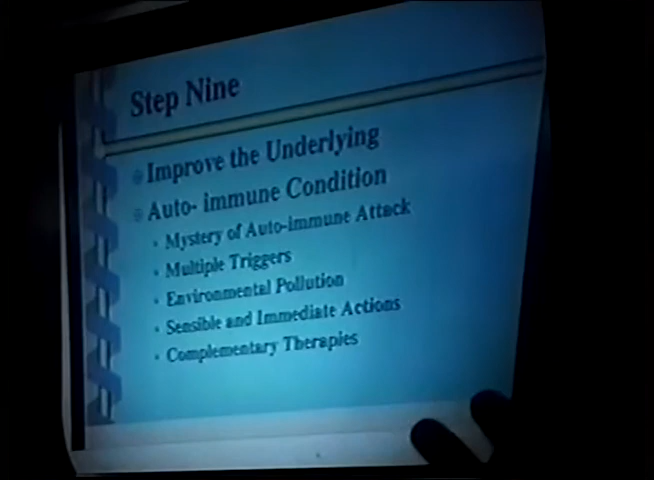 Step Nine
Improve the Underlying
Auto- immune Condition
Mystery of Auto-immune Attack
Multiple Triggers
Environmental Pollution
Sensible and Immediate Actions
Complementary Therapies